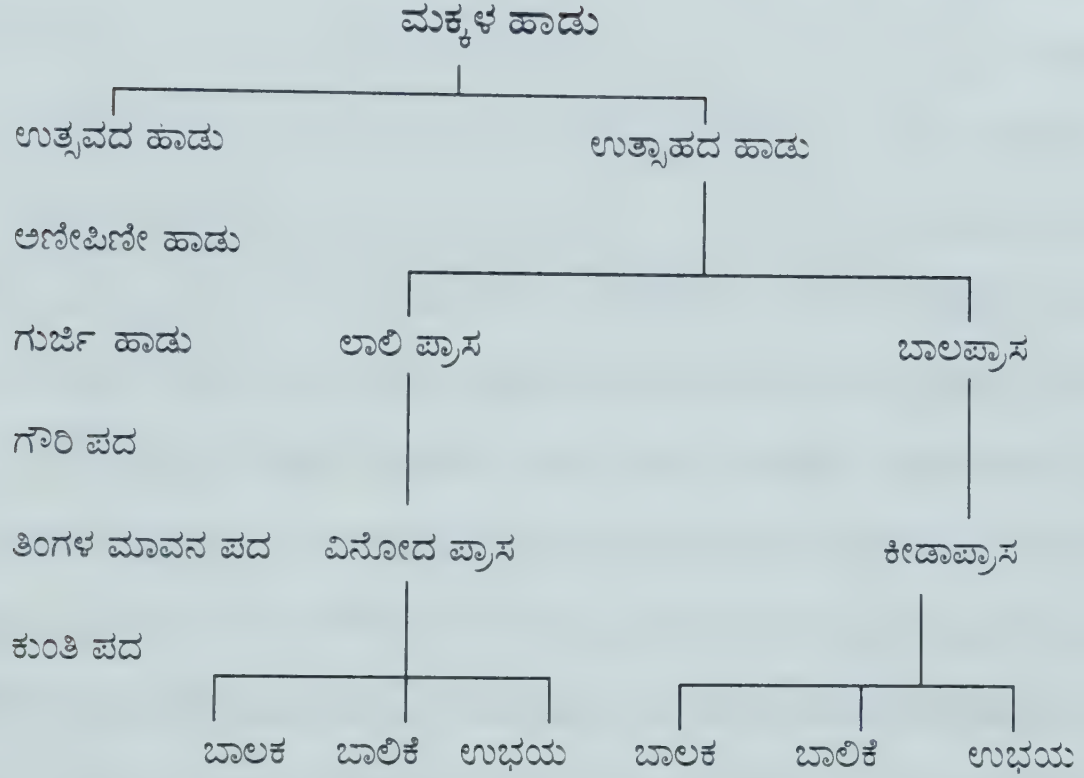 ಮಕ್ಕಳ ಹಾಡು
ಉತ್ಸವದ ಹಾಡು ಉತ್ಸಾಹದ ಹಾಡು
ಅಣೀಪಿಣೀ ಹಾಡು
ಗುರ್ಜಿ ಹಾಡು ಲಾಲಿ ಪ್ರಾಸ ಬಾಲಪ್ರಾಸ
ಗೌರಿ ಪದ
ತಿಂಗಳ ಮಾವನ ಪದ ವಿನೋದ ಪ್ರಾಸ ಕೀಡಾಪ್ರಾಸ
ಕುಂತಿ ಪದ
ಬಾಲಕ ಬಾಲಿಕೆ ಉಭಯ ಬಾಲಕ ಬಾಲಿಕೆ ಉಭಯ